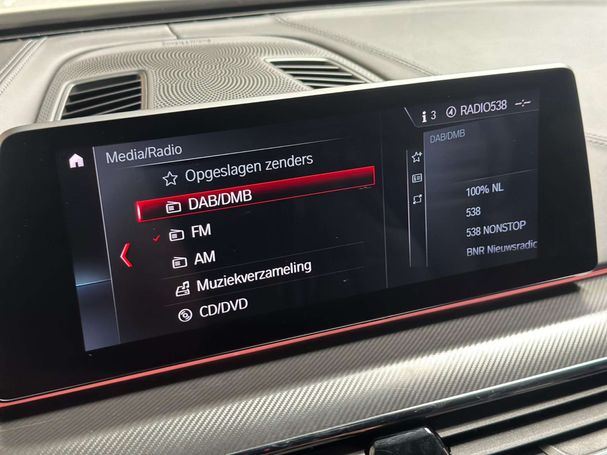 3 ④ RADIO538 --:--
Media/Radio
Opgeslagen zenders
DAB/DMB
FM
AM
Muziekverzameling
CD/DVD
DAB/DMB
100% NL
538
538 NONSTOP
BNR Nieuwsradio